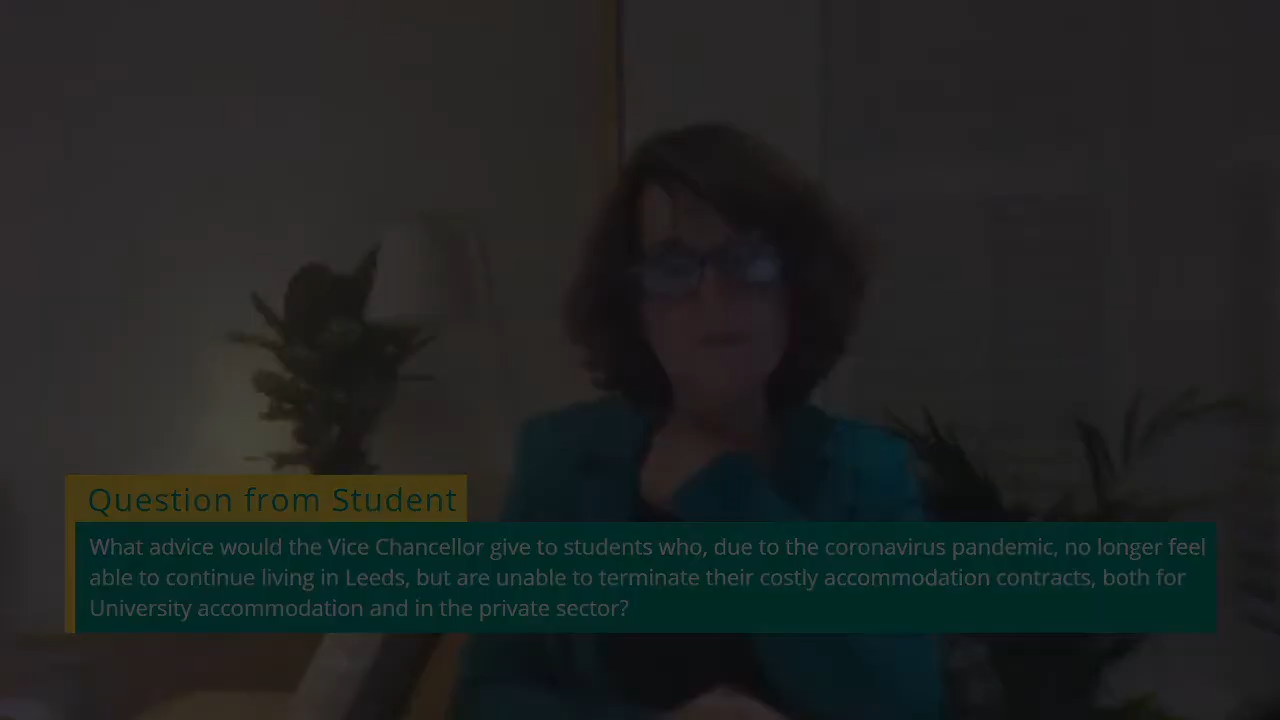 Question from Student
What advice would the Vice Chancellor give to students who, due to the coronavirus pandemic, no longer feel
able to continue living in Leeds, but are unable to terminate their costly accommodation contracts, both for
University accommodation and in the private sector?